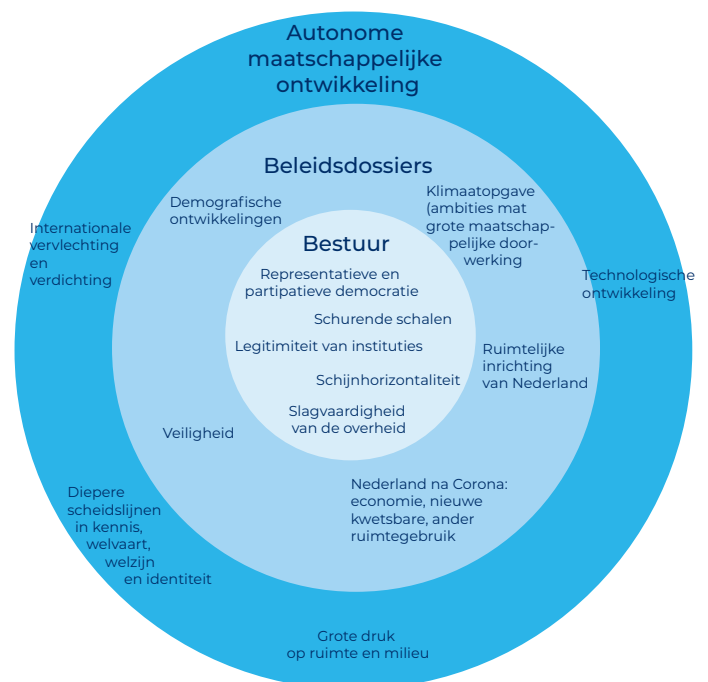 Autonome
maatschappelijke
ontwikkeling
Beleidsdossiers
Demografische
ontwikkelingen
Klimaatopgave
(ambities mat
grote maatschap-
pelijke door-
werking
Internationale
vervlechting
en
verdichting
Bestuur
Representatieve en
partipatieve democratie
Schurende schalen
Legitimiteit van instituties
Schijnhorizontaliteit
Slagvaardigheid
van de overheid
Technologische
ontwikkeling
Ruimtelijke
inrichting
van Nederland
Veiligheid
Nederland na Corona:
economie, nieuwe
kwetsbare, ander
ruimtegebruik
Diepere
scheidslijnen
in kennis,
welvaart,
welzijn
en identiteit
Grote druk
op ruimte en milieu